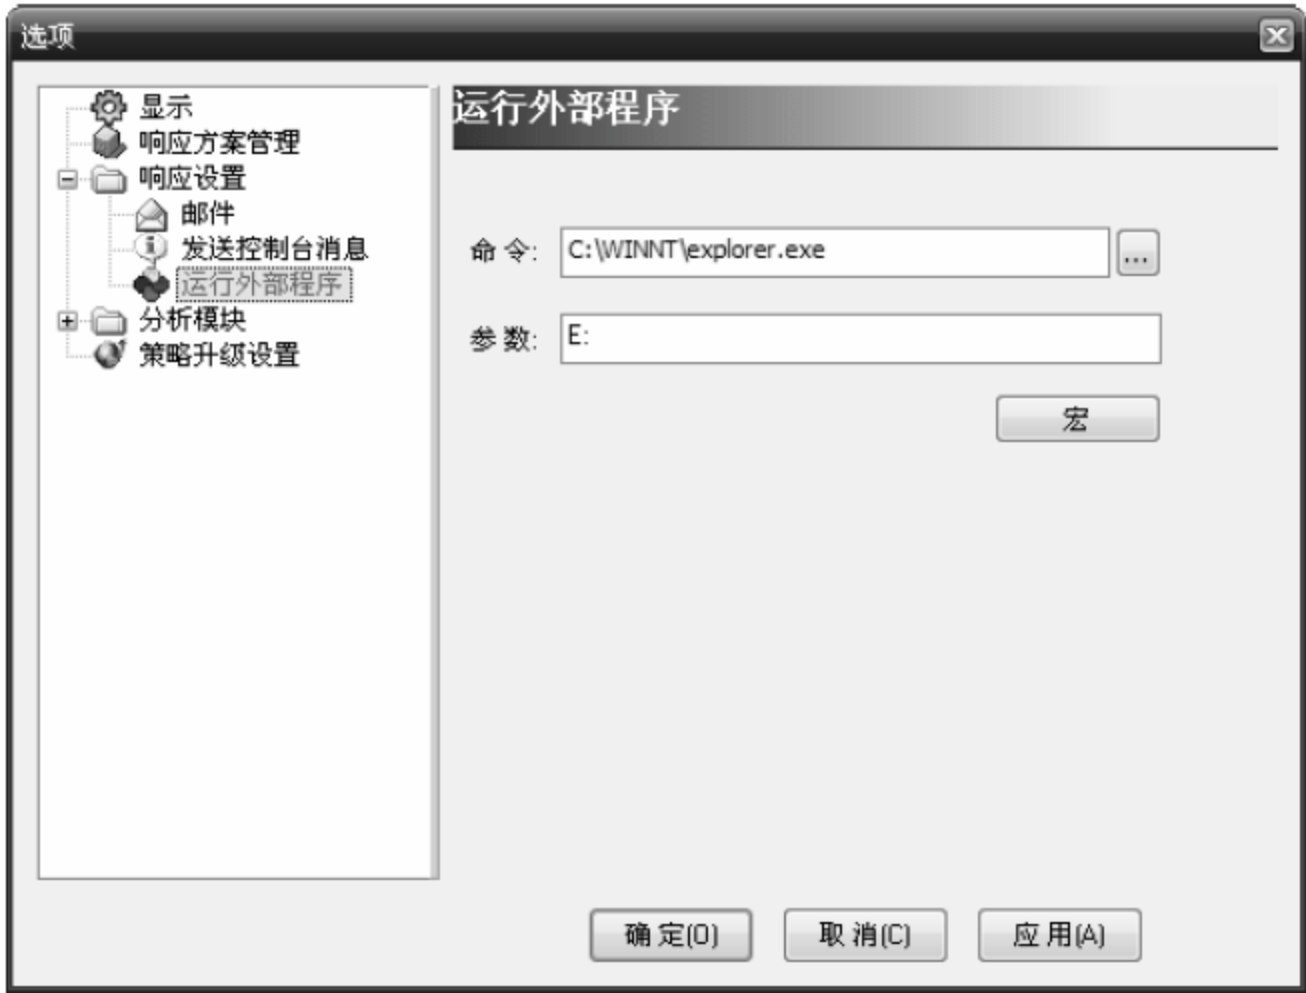 选项
显示
响应方案管理
响应设置
邮件
发送控制台消息
运行外部程序
分析模块
策略升级设置
运行外部程序
命令: C:\WINNT\explorer.exe ...
参数: E:
宏
确定(O) 取消(C) 应用(A)